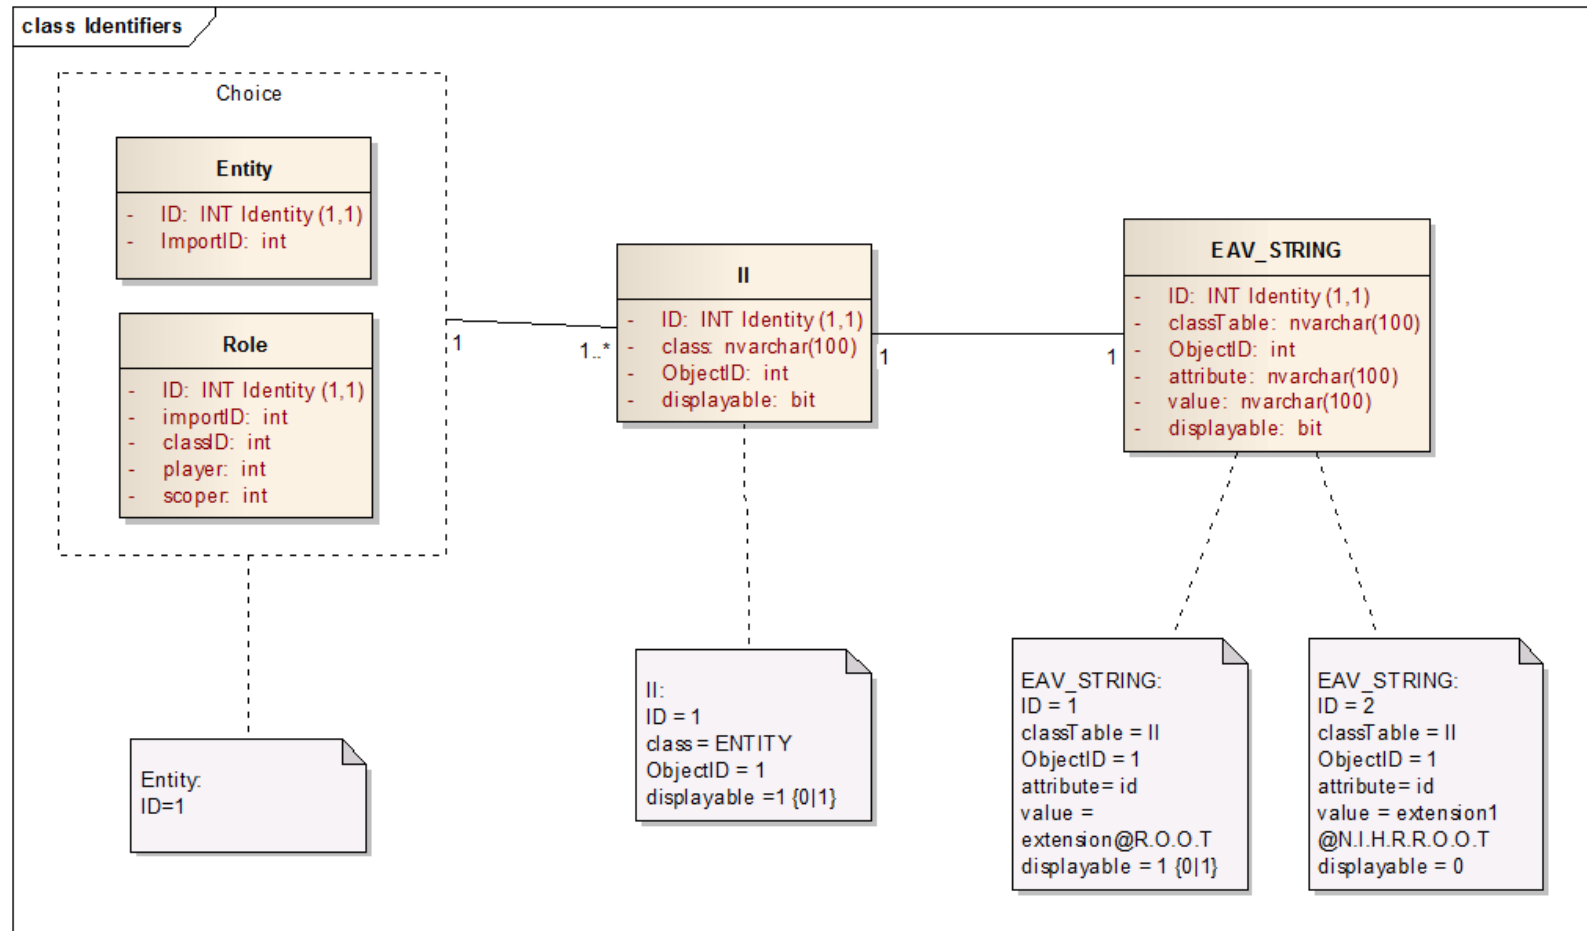 class Identifiers
Choice
Entity
- ID: INT Identity (1,1)
- ImportID: int
Role
- ID: INT Identity (1,1)
- importID: int
- classID: int
- player: int
- scoper: int
1
1..*
II
- ID: INT Identity (1,1)
- class: nvarchar(100)
- ObjectID: int
- displayable: bit
1
1
EAV_STRING
- ID: INT Identity (1,1)
- classTable: nvarchar(100)
- ObjectID: int
- attribute: nvarchar(100)
- value: nvarchar(100)
- displayable: bit
Entity:
ID=1
II:
ID = 1
class = ENTITY
ObjectID = 1
displayable =1 {0|1}
EAV_STRING:
ID = 1
classTable = II
ObjectID = 1
attribute= id
value =
extension@R.O.O.T
displayable = 1 {0|1}
EAV_STRING:
ID = 2
classTable = II
ObjectID = 1
attribute= id
value = extension1
@N.I.H.R.R.O.O.T
displayable = 0